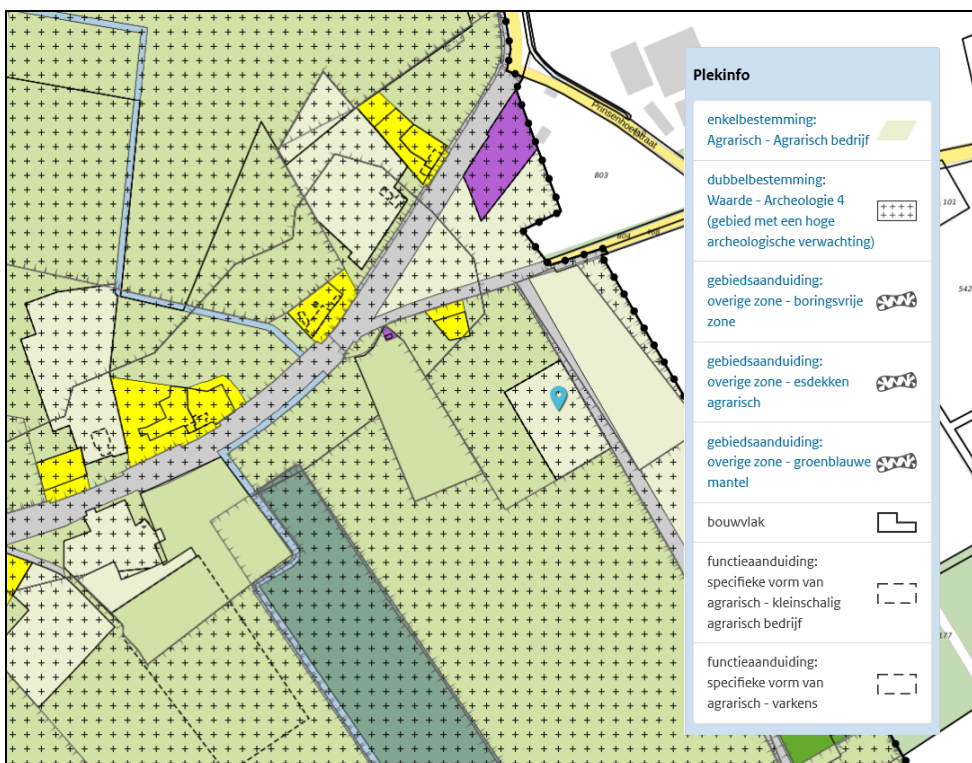 Plekinfo
enkelbestemming:
Agrarisch - Agrarisch bedrijf
dubbelbestemming:
Waarde - Archeologie 4
(gebied met een hoge
archeologische verwachting)
gebiedsaanduiding:
overige zone - boringsvrije
zone
gebiedsaanduiding:
overige zone - esdekken
agrarisch
gebiedsaanduiding:
overige zone - groenblauwe
mantel
bouwvlak
functieaanduiding:
specifieke vorm van
agrarisch - kleinschalig
agrarisch bedrijf
functieaanduiding:
specifieke vorm van
agrarisch - varkens
803
804
101
542
177